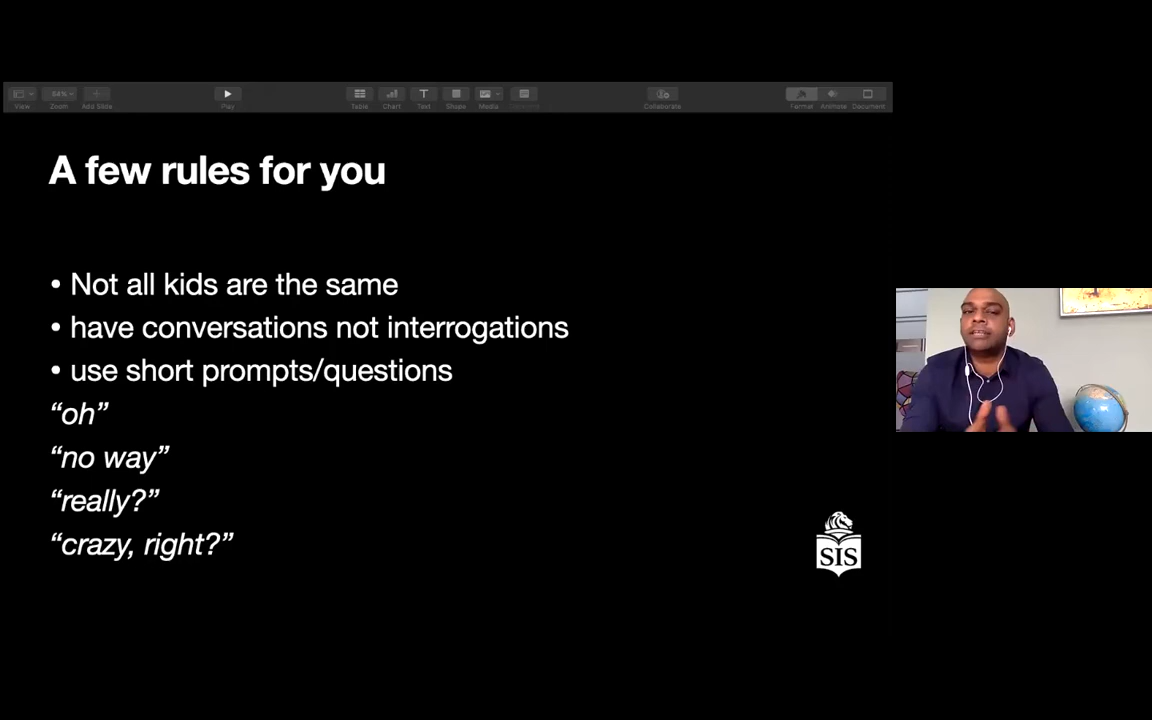 View
64%
Zoom
Add Slide
Play
Table
Chart
Text
Shape
Media
Collaborate
Format
Animate
Document
A few rules for you
• Not all kids are the same
• have conversations not interrogations
• use short prompts/questions
“oh”
“no way”
“really?”
“crazy, right?”
SIS